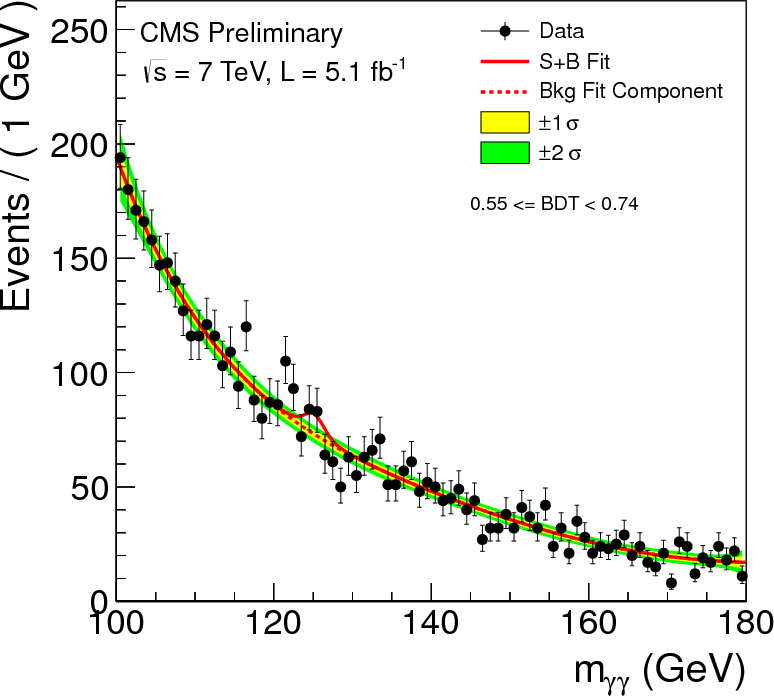 CMS Preliminary
√s = 7 TeV, L = 5.1 fb⁻¹
Data
S+B Fit
Bkg Fit Component
±1 σ
±2 σ
0.55 <= BDT < 0.74
Events / ( 1 GeV)
250
200
150
100
50
0
100 120 140 160 180
mγγ (GeV)